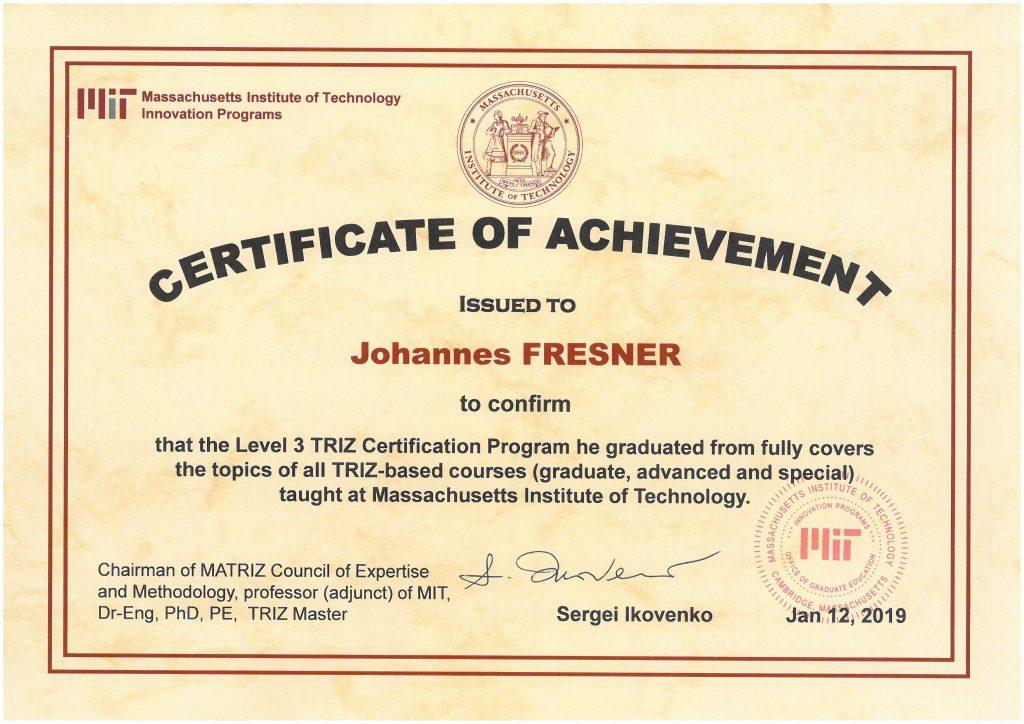 MIT Massachusetts Institute of Technology
Innovation Programs
MASSACHUSETTS
INSTITUTE OF TECHNOLOGY
1861
CERTIFICATE OF ACHIEVEMENT
ISSUED TO
Johannes FRESNER
to confirm
that the Level 3 TRIZ Certification Program he graduated from fully covers
the topics of all TRIZ-based courses (graduate, advanced and special)
taught at Massachusetts Institute of Technology.
MASSACHUSETTS INSTITUTE OF TECHNOLOGY
INNOVATION PROGRAMS
MIT
OFFICE OF GRADUATE EDUCATION
CAMBRIDGE, MASSACHUSETTS
Chairman of MATRIZ Council of Expertise
and Methodology, professor (adjunct) of MIT,
Dr-Eng, PhD, PE, TRIZ Master
Sergei Ikovenko
Jan 12, 2019